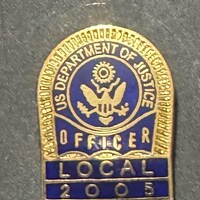 US DEPARTMENT OF JUSTICE
OFFICER
LOCAL
2005